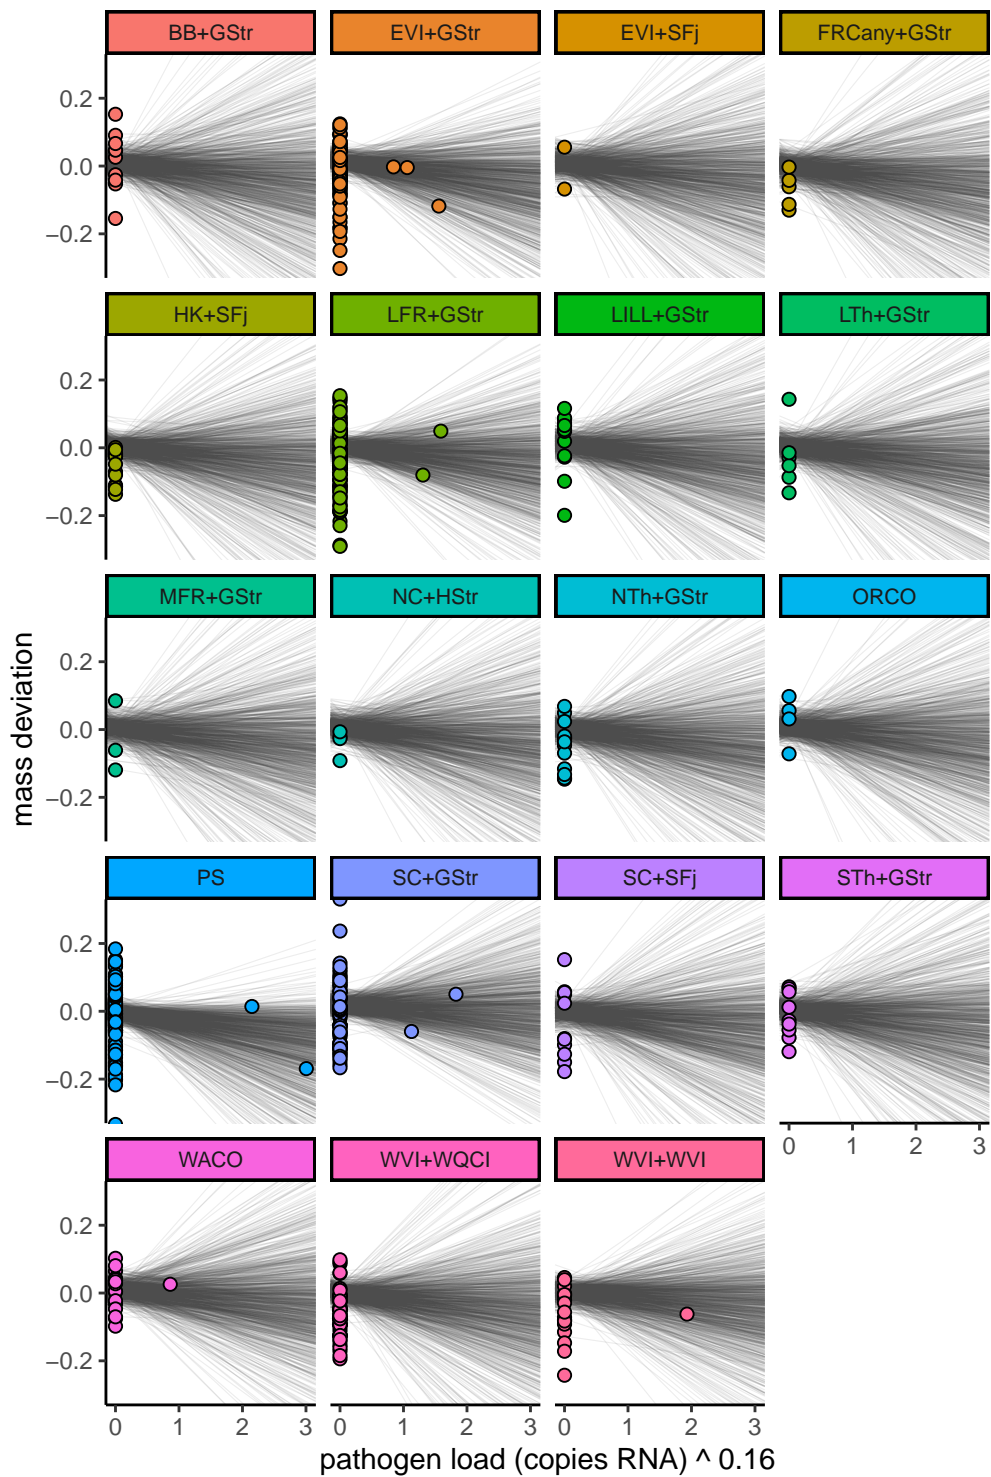 BB+GStr EVI+GStr EVI+SFj FRCany+GStr
0.2
0.0
−0.2
HK+SFj LFR+GStr LILL+GStr LTh+GStr
0.2
0.0
−0.2
MFR+GStr NC+HStr NTh+GStr ORCO
0.2
0.0
−0.2
mass deviation
PS SC+GStr SC+SFj STh+GStr
0.2
0.0
−0.2
0 1 2 3
WACO WVI+WQCI WVI+WVI
0.2
0.0
−0.2
0 1 2 3 0 1 2 3 0 1 2 3
pathogen load (copies RNA) ^ 0.16